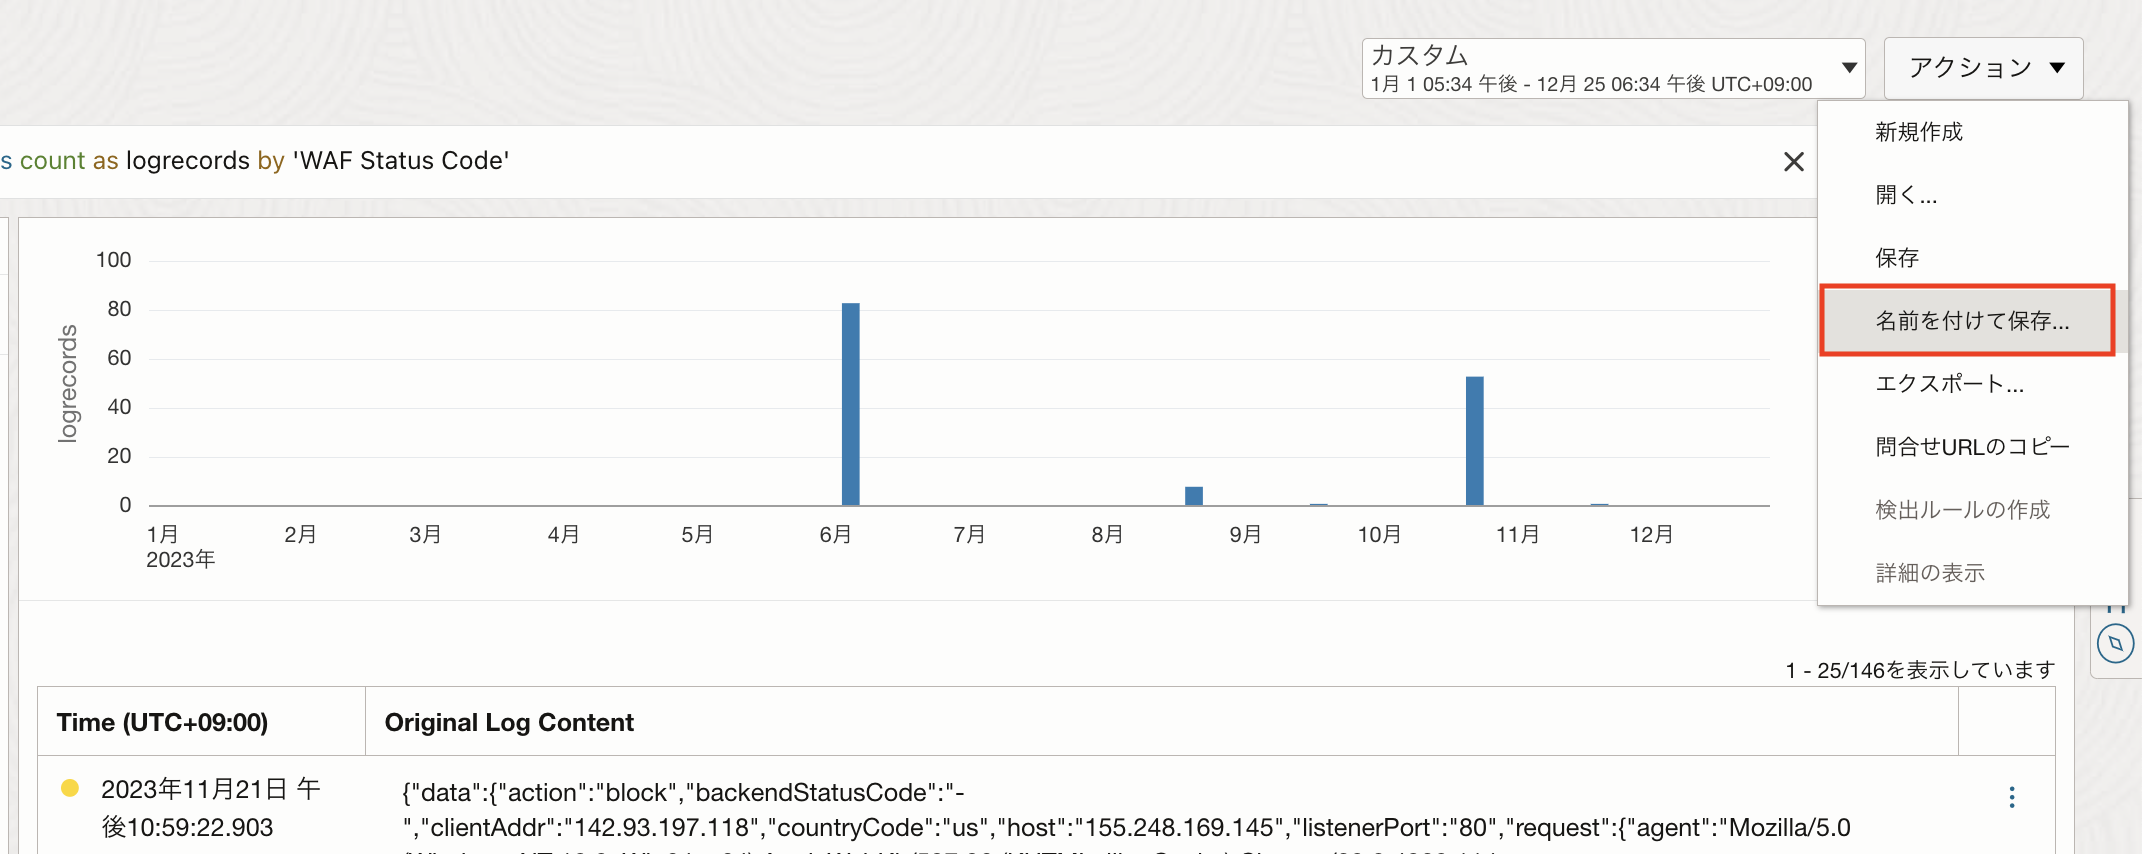 カスタム
1月 1 05:34 午後 - 12月 25 06:34 午後 UTC+09:00
アクション
新規作成
開く...
保存
名前を付けて保存...
エクスポート...
問合せURLのコピー
検出ルールの作成
詳細の表示
s count as logrecords by 'WAF Status Code'
logrecords
100
80
60
40
20
0
1月 2月 3月 4月 5月 6月 7月 8月 9月 10月 11月 12月
2023年
1 - 25/146を表示しています
Time (UTC+09:00) Original Log Content
2023年11月21日 午
後10:59:22.903
{"data":{"action":"block","backendStatusCode":"-
","clientAddr":"142.93.197.118","countryCode":"us","host":"155.248.169.145","listenerPort":"80","request":{"agent":"Mozilla/5.0